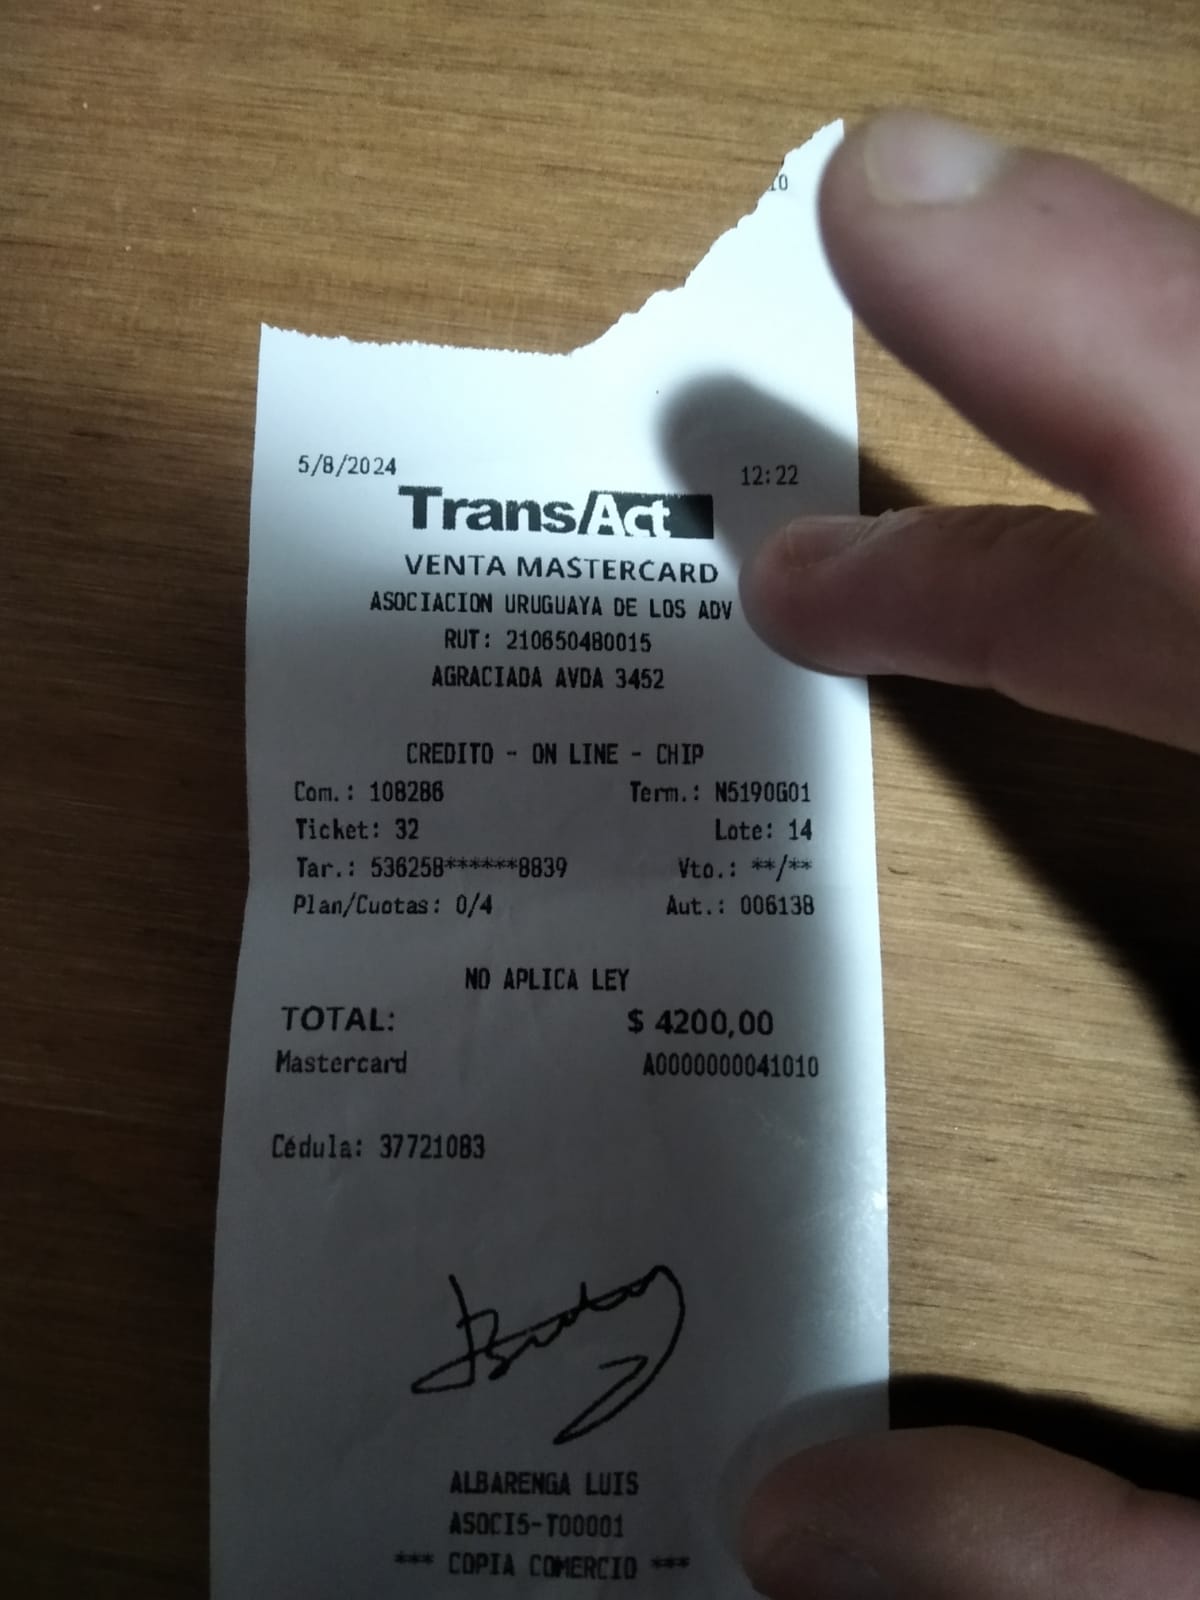 5/8/2024 12:22
TransAct
VENTA MASTERCARD
ASOCIACION URUGUAYA DE LOS ADV
RUT: 210650480015
AGRACIADA AVDA 3452
CREDITO - ON LINE - CHIP
Com.: 108286 Term.: N5190G01
Ticket: 32 Lote: 14
Tar.: 536258******8839 Vto.: **/**
Plan/Cuotas: 0/4 Aut.: 006138
NO APLICA LEY
TOTAL: $ 4200,00
Mastercard A0000000041010
Cédula: 37721083
ALBARENGA LUIS
ASOCI5-T00001
*** COPIA COMERCIO ***